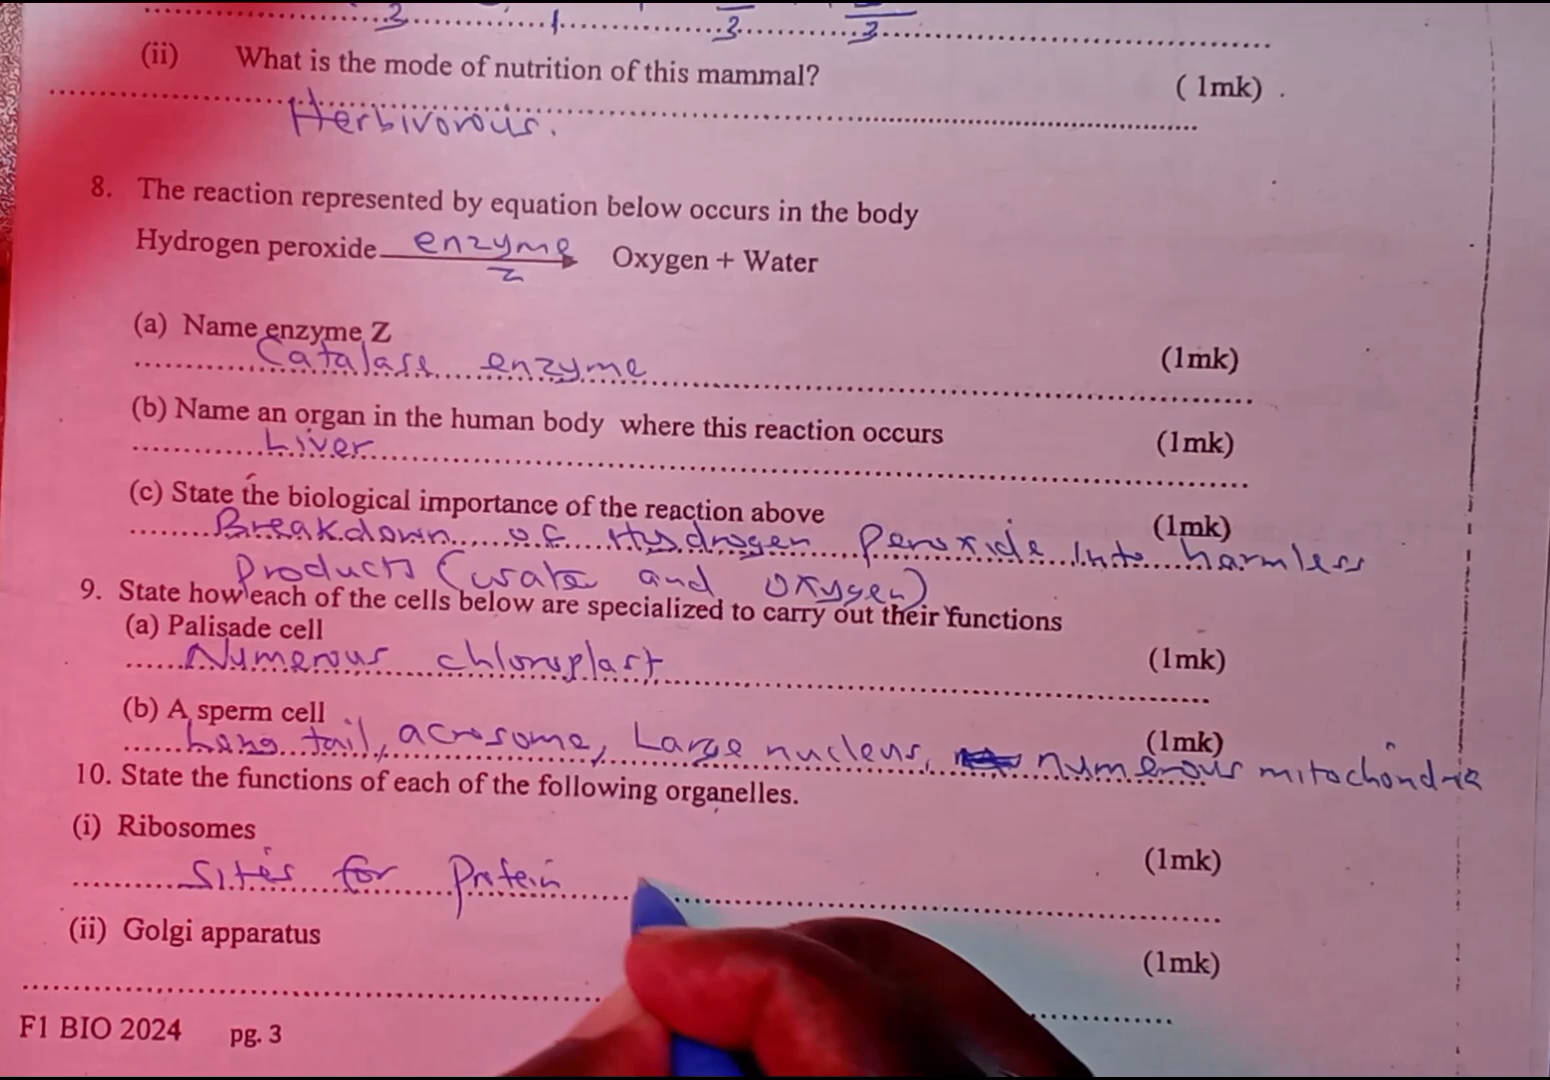 3 1 3 3
(ii) What is the mode of nutrition of this mammal? ( 1mk) .
Herbivorous.
8. The reaction represented by equation below occurs in the body
Hydrogen peroxide enzyme Oxygen + Water
Z
(a) Name enzyme Z
Catalase enzyme (1mk)
(b) Name an organ in the human body where this reaction occurs (1mk)
Liver
(c) State the biological importance of the reaction above (1mk)
Breakdown of Hydrogen Peroxide into harmless
Products (water and oxygen)
9. State how each of the cells below are specialized to carry out their functions
(a) Palisade cell
Numerous chloroplast (1mk)
(b) A sperm cell (1mk)
Long tail, acrosome, Large nucleus, numerous mitochondria
10. State the functions of each of the following organelles.
(i) Ribosomes (1mk)
Sites for Protein
(ii) Golgi apparatus (1mk)
F1 BIO 2024 pg. 3